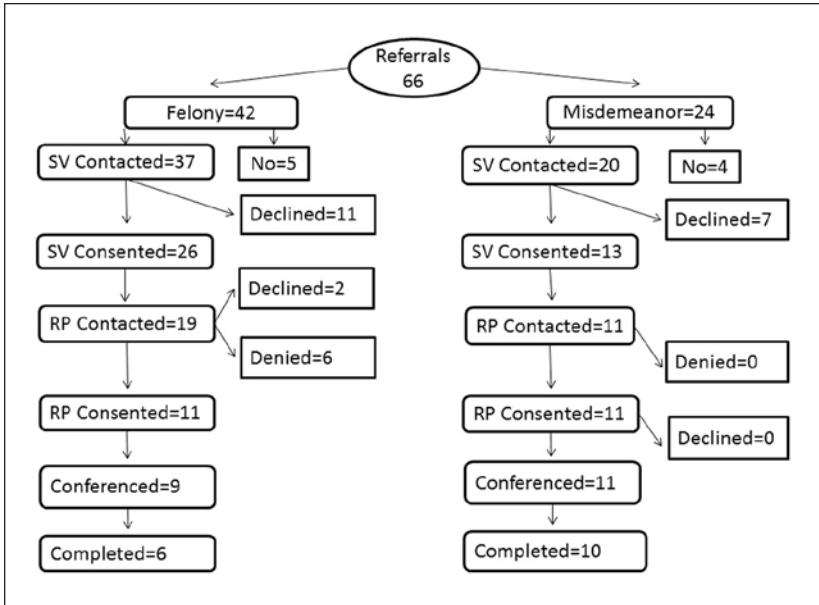 Referrals
66
Felony=42
Misdemeanor=24
SV Contacted=37
No=5
SV Contacted=20
No=4
Declined=11
Declined=7
SV Consented=26
SV Consented=13
Declined=2
RP Contacted=19
RP Contacted=11
Denied=6
Denied=0
RP Consented=11
RP Consented=11
Declined=0
Conferenced=9
Conferenced=11
Completed=6
Completed=10